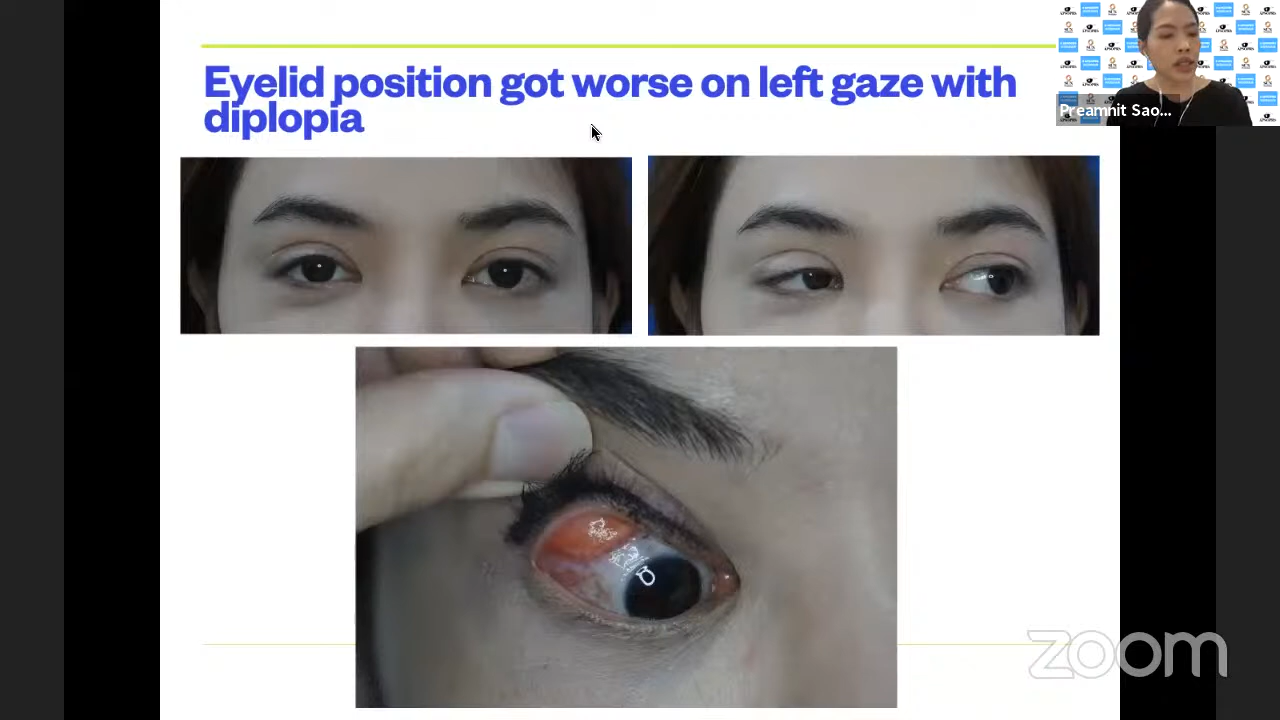 Eyelid position got worse on left gaze with
diplopia
Preamnit Sao...
zoom